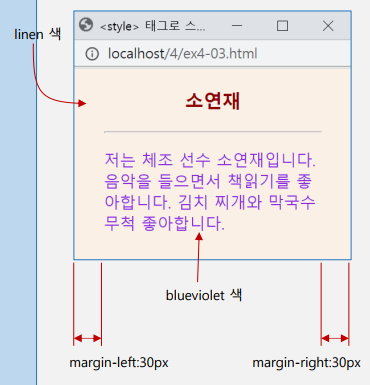 <style> 태그로 스...
linen 색
localhost/4/ex4-03.html
소연재
저는 체조 선수 소연재입니다.
음악을 들으면서 책읽기를 좋
아합니다. 김치 찌개와 막국수
무척 좋아합니다.
blueviolet 색
margin-left:30px
margin-right:30px